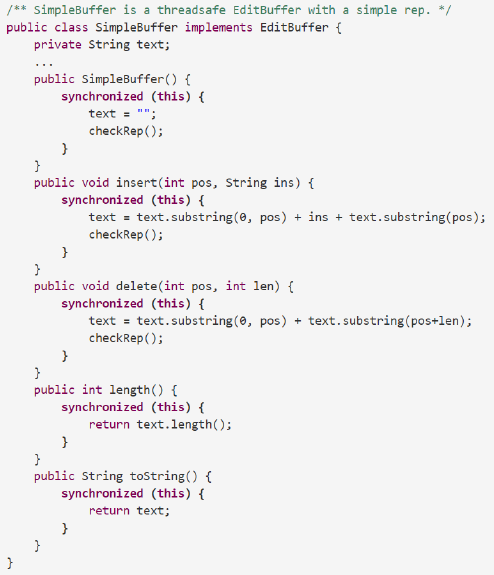 /** SimpleBuffer is a threadsafe EditBuffer with a simple rep. */
public class SimpleBuffer implements EditBuffer {
    private String text;
    ...
    public SimpleBuffer() {
        synchronized (this) {
            text = "";
            checkRep();
        }
    }
    public void insert(int pos, String ins) {
        synchronized (this) {
            text = text.substring(0, pos) + ins + text.substring(pos);
            checkRep();
        }
    }
    public void delete(int pos, int len) {
        synchronized (this) {
            text = text.substring(0, pos) + text.substring(pos+len);
            checkRep();
        }
    }
    public int length() {
        synchronized (this) {
            return text.length();
        }
    }
    public String toString() {
        synchronized (this) {
            return text;
        }
    }
}